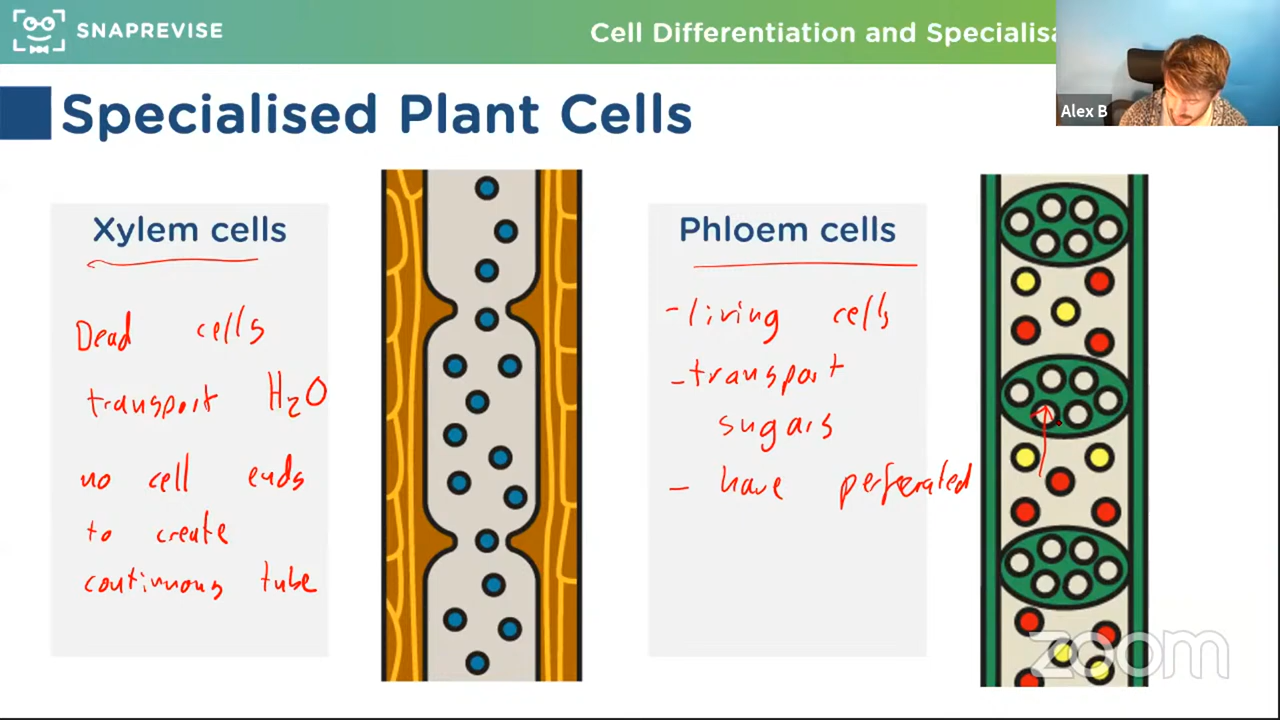 SNAPREVISE
Cell Differentiation and Specialisa
Alex B
Specialised Plant Cells
Xylem cells
Dead cells
transport H₂O
no cell ends
to create
continuous tube
Phloem cells
- living cells
- transport
sugars
- have perforated
zoom